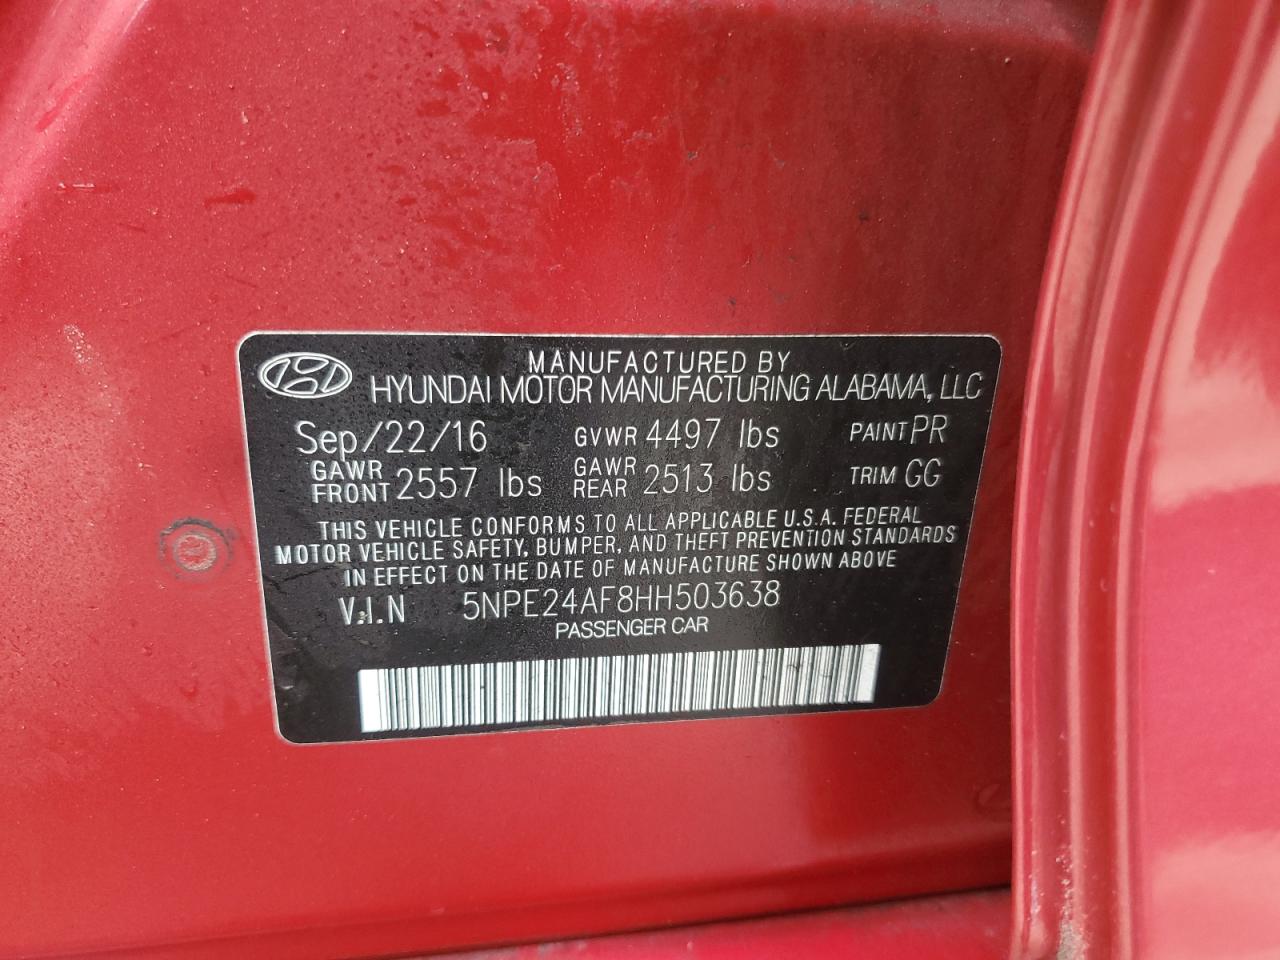 MANUFACTURED BY
HYUNDAI MOTOR MANUFACTURING ALABAMA, LLC
Sep/22/16 GVWR 4497 lbs PAINT PR
GAWR FRONT 2557 lbs GAWR REAR 2513 lbs TRIM GG
THIS VEHICLE CONFORMS TO ALL APPLICABLE U.S.A. FEDERAL
MOTOR VEHICLE SAFETY, BUMPER, AND THEFT PREVENTION STANDARDS
IN EFFECT ON THE DATE OF MANUFACTURE SHOWN ABOVE
V.I.N 5NPE24AF8HH503638
PASSENGER CAR